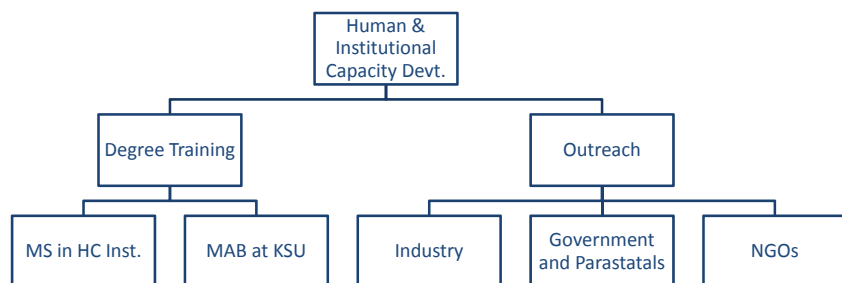 Human &
Institutional
Capacity Devt.
Degree Training
Outreach
MS in HC Inst.
MAB at KSU
Industry
Government
and Parastatals
NGOs